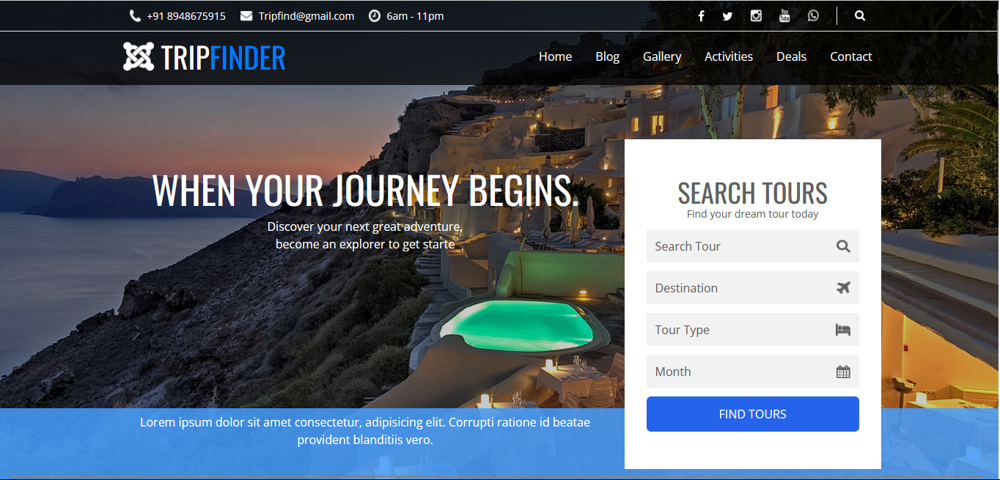 +91 8948675915 Tripfind@gmail.com 6am - 11pm
You Tube
TRIPFINDER
Home Blog Gallery Activities Deals Contact
WHEN YOUR JOURNEY BEGINS.
Discover your next great adventure,
become an explorer to get starte
SEARCH TOURS
Find your dream tour today
Search Tour
Destination
Tour Type
Month
FIND TOURS
Lorem ipsum dolor sit amet consectetur, adipisicing elit. Corrupti ratione id beatae
provident blanditiis vero.